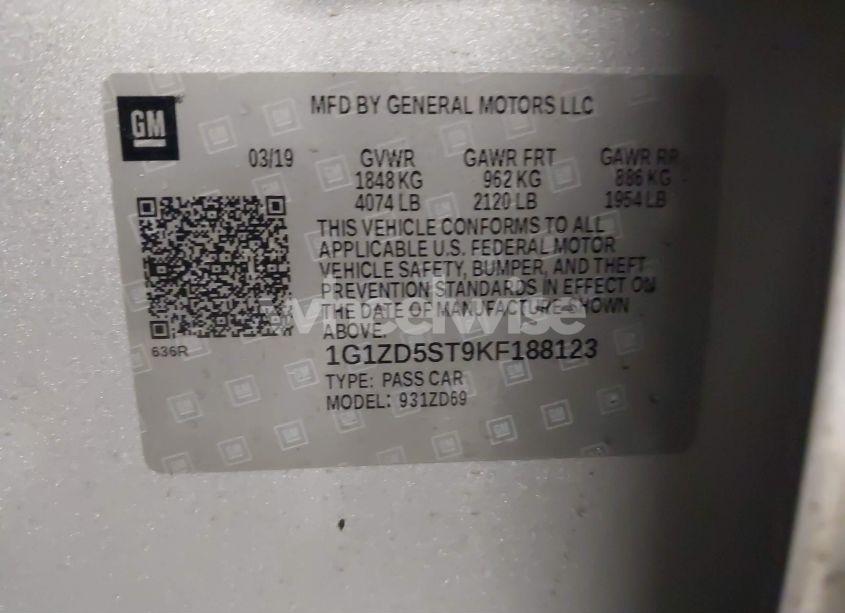 GM
MFD BY GENERAL MOTORS LLC
03/19 GVWR GAWR FRT GAWR RR
1848 KG 962 KG 886 KG
4074 LB 2120 LB 1954 LB
THIS VEHICLE CONFORMS TO ALL
APPLICABLE U.S. FEDERAL MOTOR
VEHICLE SAFETY, BUMPER, AND THEFT
PREVENTION STANDARDS IN EFFECT ON
THE DATE OF MANUFACTURE SHOWN
ABOVE.
636R
1G1ZD5ST9KF188123
TYPE: PASS CAR
MODEL: 931ZD69